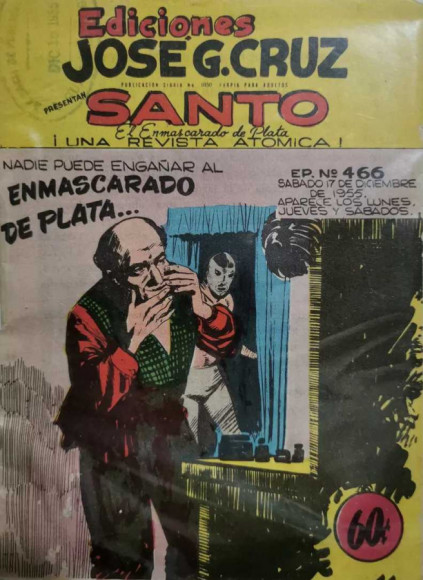 Ediciones
JOSE G. CRUZ
PRESENTAN
SANTO
El Enmascarado de Plata
¡UNA REVISTA ATOMICA!
NADIE PUEDE ENGAÑAR AL
ENMASCARADO
DE PLATA...
EP. Nº 466
SABADO 17 DE DICIEMBRE
DE 1955
APARECE LOS LUNES.
JUEVES Y SABADOS.
60¢